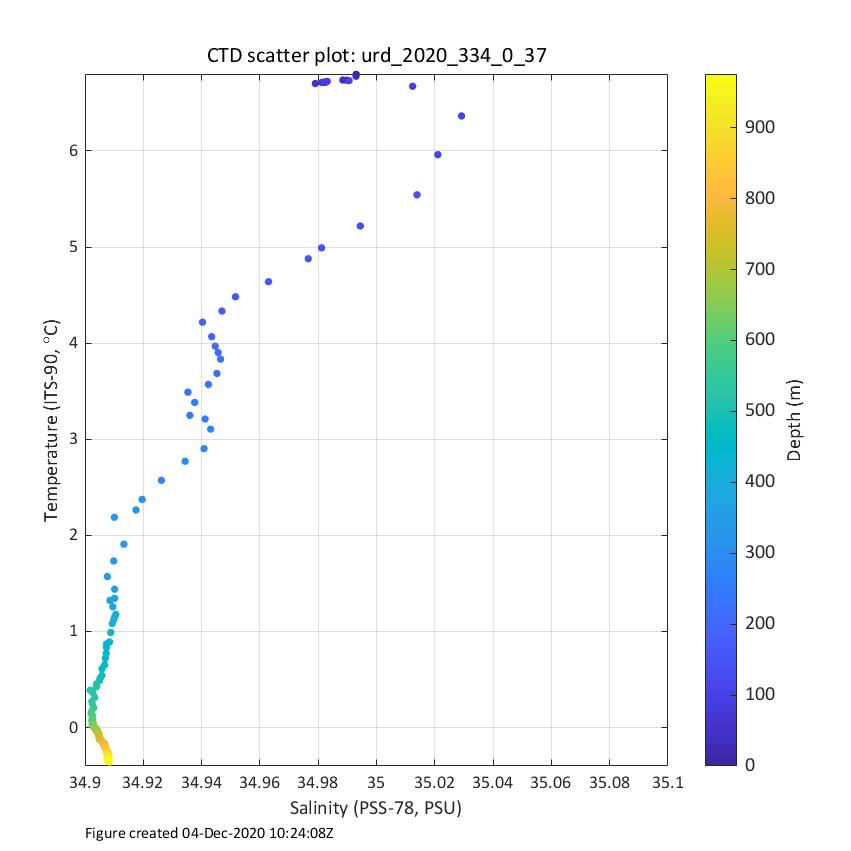 CTD scatter plot: urd_2020_334_0_37
Temperature (ITS-90, °C)
6
5
4
3
2
1
0
34.9 34.92 34.94 34.96 34.98 35 35.02 35.04 35.06 35.08 35.1
Salinity (PSS-78, PSU)
900
800
700
600
500
400
300
200
100
0
Depth (m)
Figure created 04-Dec-2020 10:24:08Z